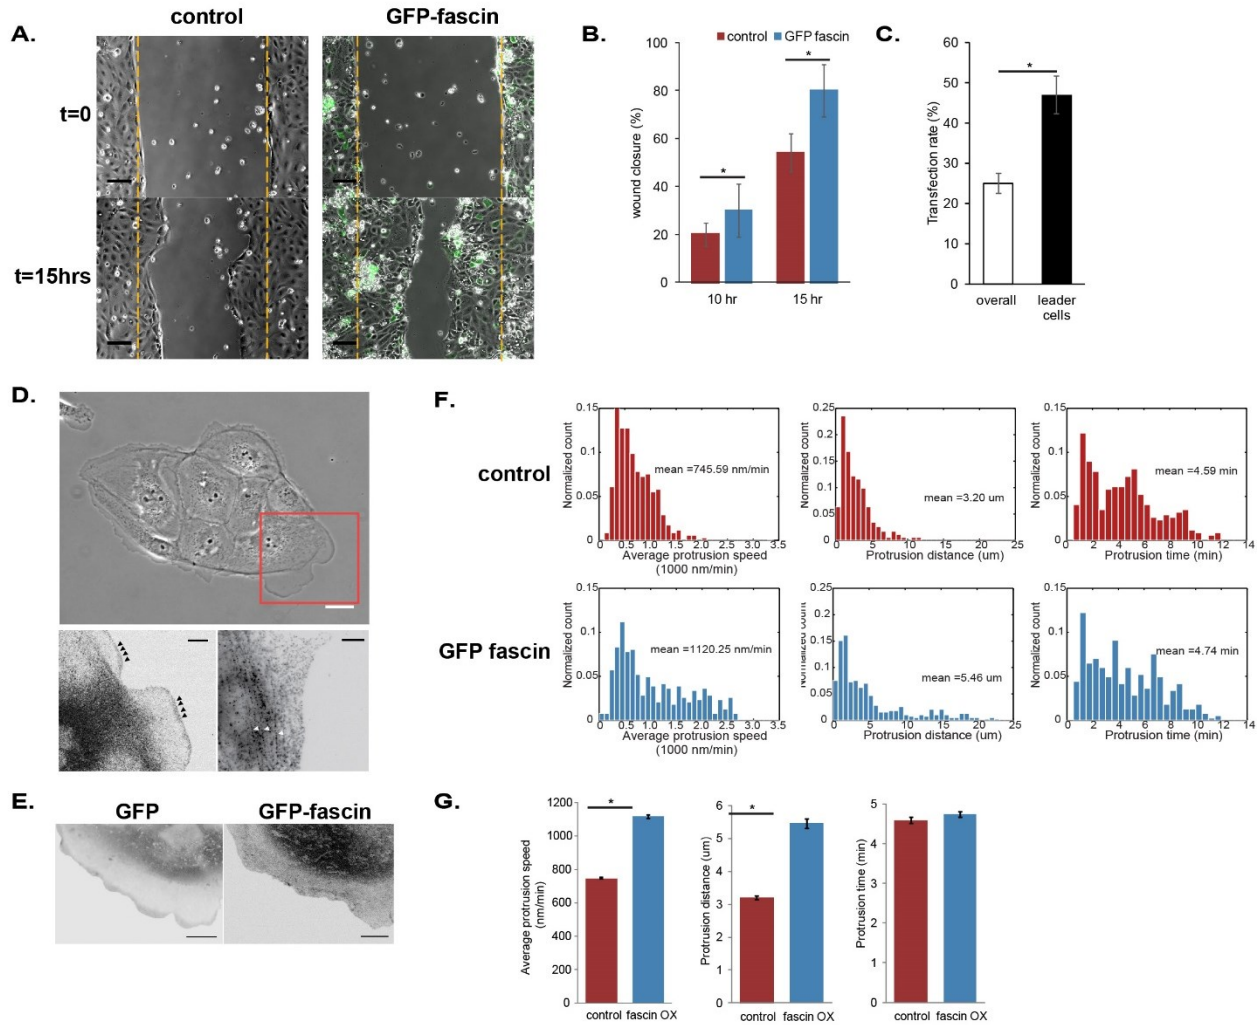 control
GFP-fascin
A.
t=0
t=15hrs
B.
control
GFP fascin
100
80
60
40
20
0
wound closure (%)
*
*
10 hr
15 hr
C.
60
50
40
30
20
10
0
Transfection rate (%)
*
overall
leader
cells
D.
E.
GFP
GFP-fascin
F.
control
0.15
0.1
0.05
0
Normalized count
mean =745.59 nm/min
0 0.5 1.0 1.5 2.0 2.5 3.0 3.5
Average protrusion speed
(1000 nm/min)
0.25
0.2
0.15
0.1
0.05
0
Normalized count
mean =3.20 um
0 5 10 15 20 25
Protrusion distance (um)
0.15
0.1
0.05
0
Normalized count
mean =4.59 min
2 4 6 8 10 12 14
Protrusion time (min)
GFP fascin
0.15
0.1
0.05
0
Normalized count
mean =1120.25 nm/min
0 0.5 1.0 1.5 2.0 2.5 3.0 3.5
Average protrusion speed
(1000 nm/min)
0.25
0.2
0.15
0.1
0.05
0
Normalized count
mean =5.46 um
0 5 10 15 20 25
Protrusion distance (um)
0.15
0.1
0.05
0
Normalized count
mean =4.74 min
2 4 6 8 10 12 14
Protrusion time (min)
G.
1200
1000
800
600
400
200
0
Average protrusion speed
(nm/min)
*
control fascin OX
6
5
4
3
2
1
0
Protrusion distance (um)
*
control fascin OX
5
4
3
2
1
0
Protrusion time (min)
control fascin OX